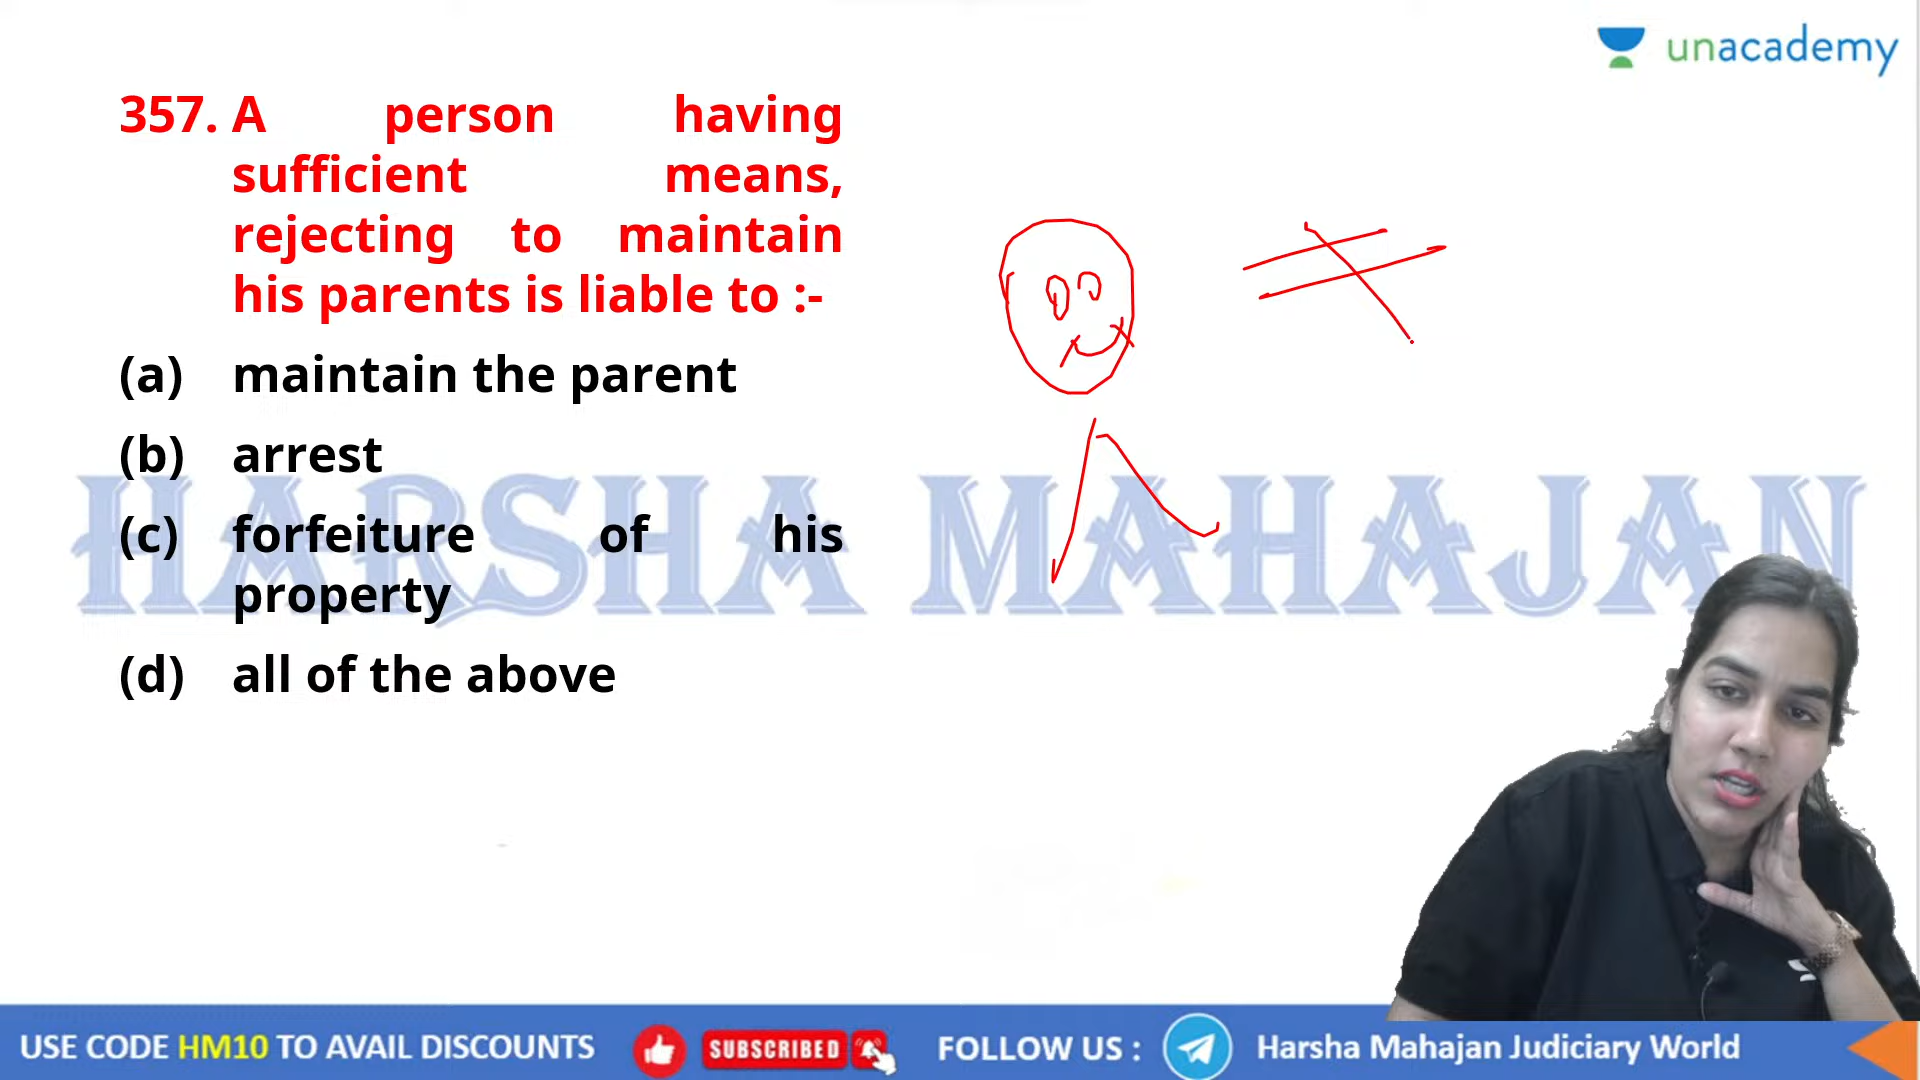 unacademy
357. A person having
sufficient means,
rejecting to maintain
his parents is liable to :-
(a) maintain the parent
(b) arrest
(c) forfeiture of his
property
(d) all of the above
HARSHA MAHAJAN
USE CODE HM10 TO AVAIL DISCOUNTS SUBSCRIBED FOLLOW US : Harsha Mahajan Judiciary World